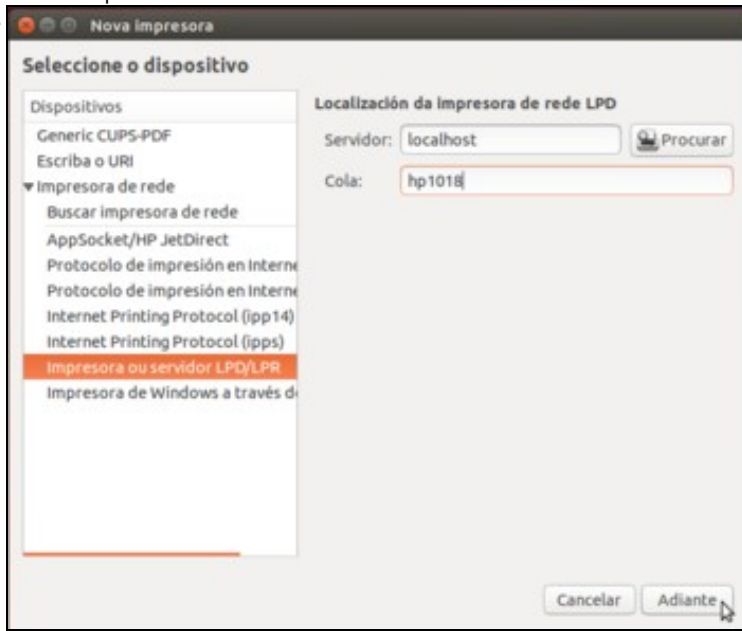 Nova impresora
Seleccione o dispositivo
Dispositivos
Generic CUPS-PDF
Escriba o URI
Impresora de rede
Buscar impresora de rede
AppSocket/HP JetDirect
Protocolo de impresión en Interne
Protocolo de impresión en Interne
Internet Printing Protocol (ipp14)
Internet Printing Protocol (ipps)
Impresora ou servidor LPD/LPR
Impresora de Windows a través d
Localización da impresora de rede LPD
Servidor: localhost Procurar
Cola: hp1018
Cancelar Adiante